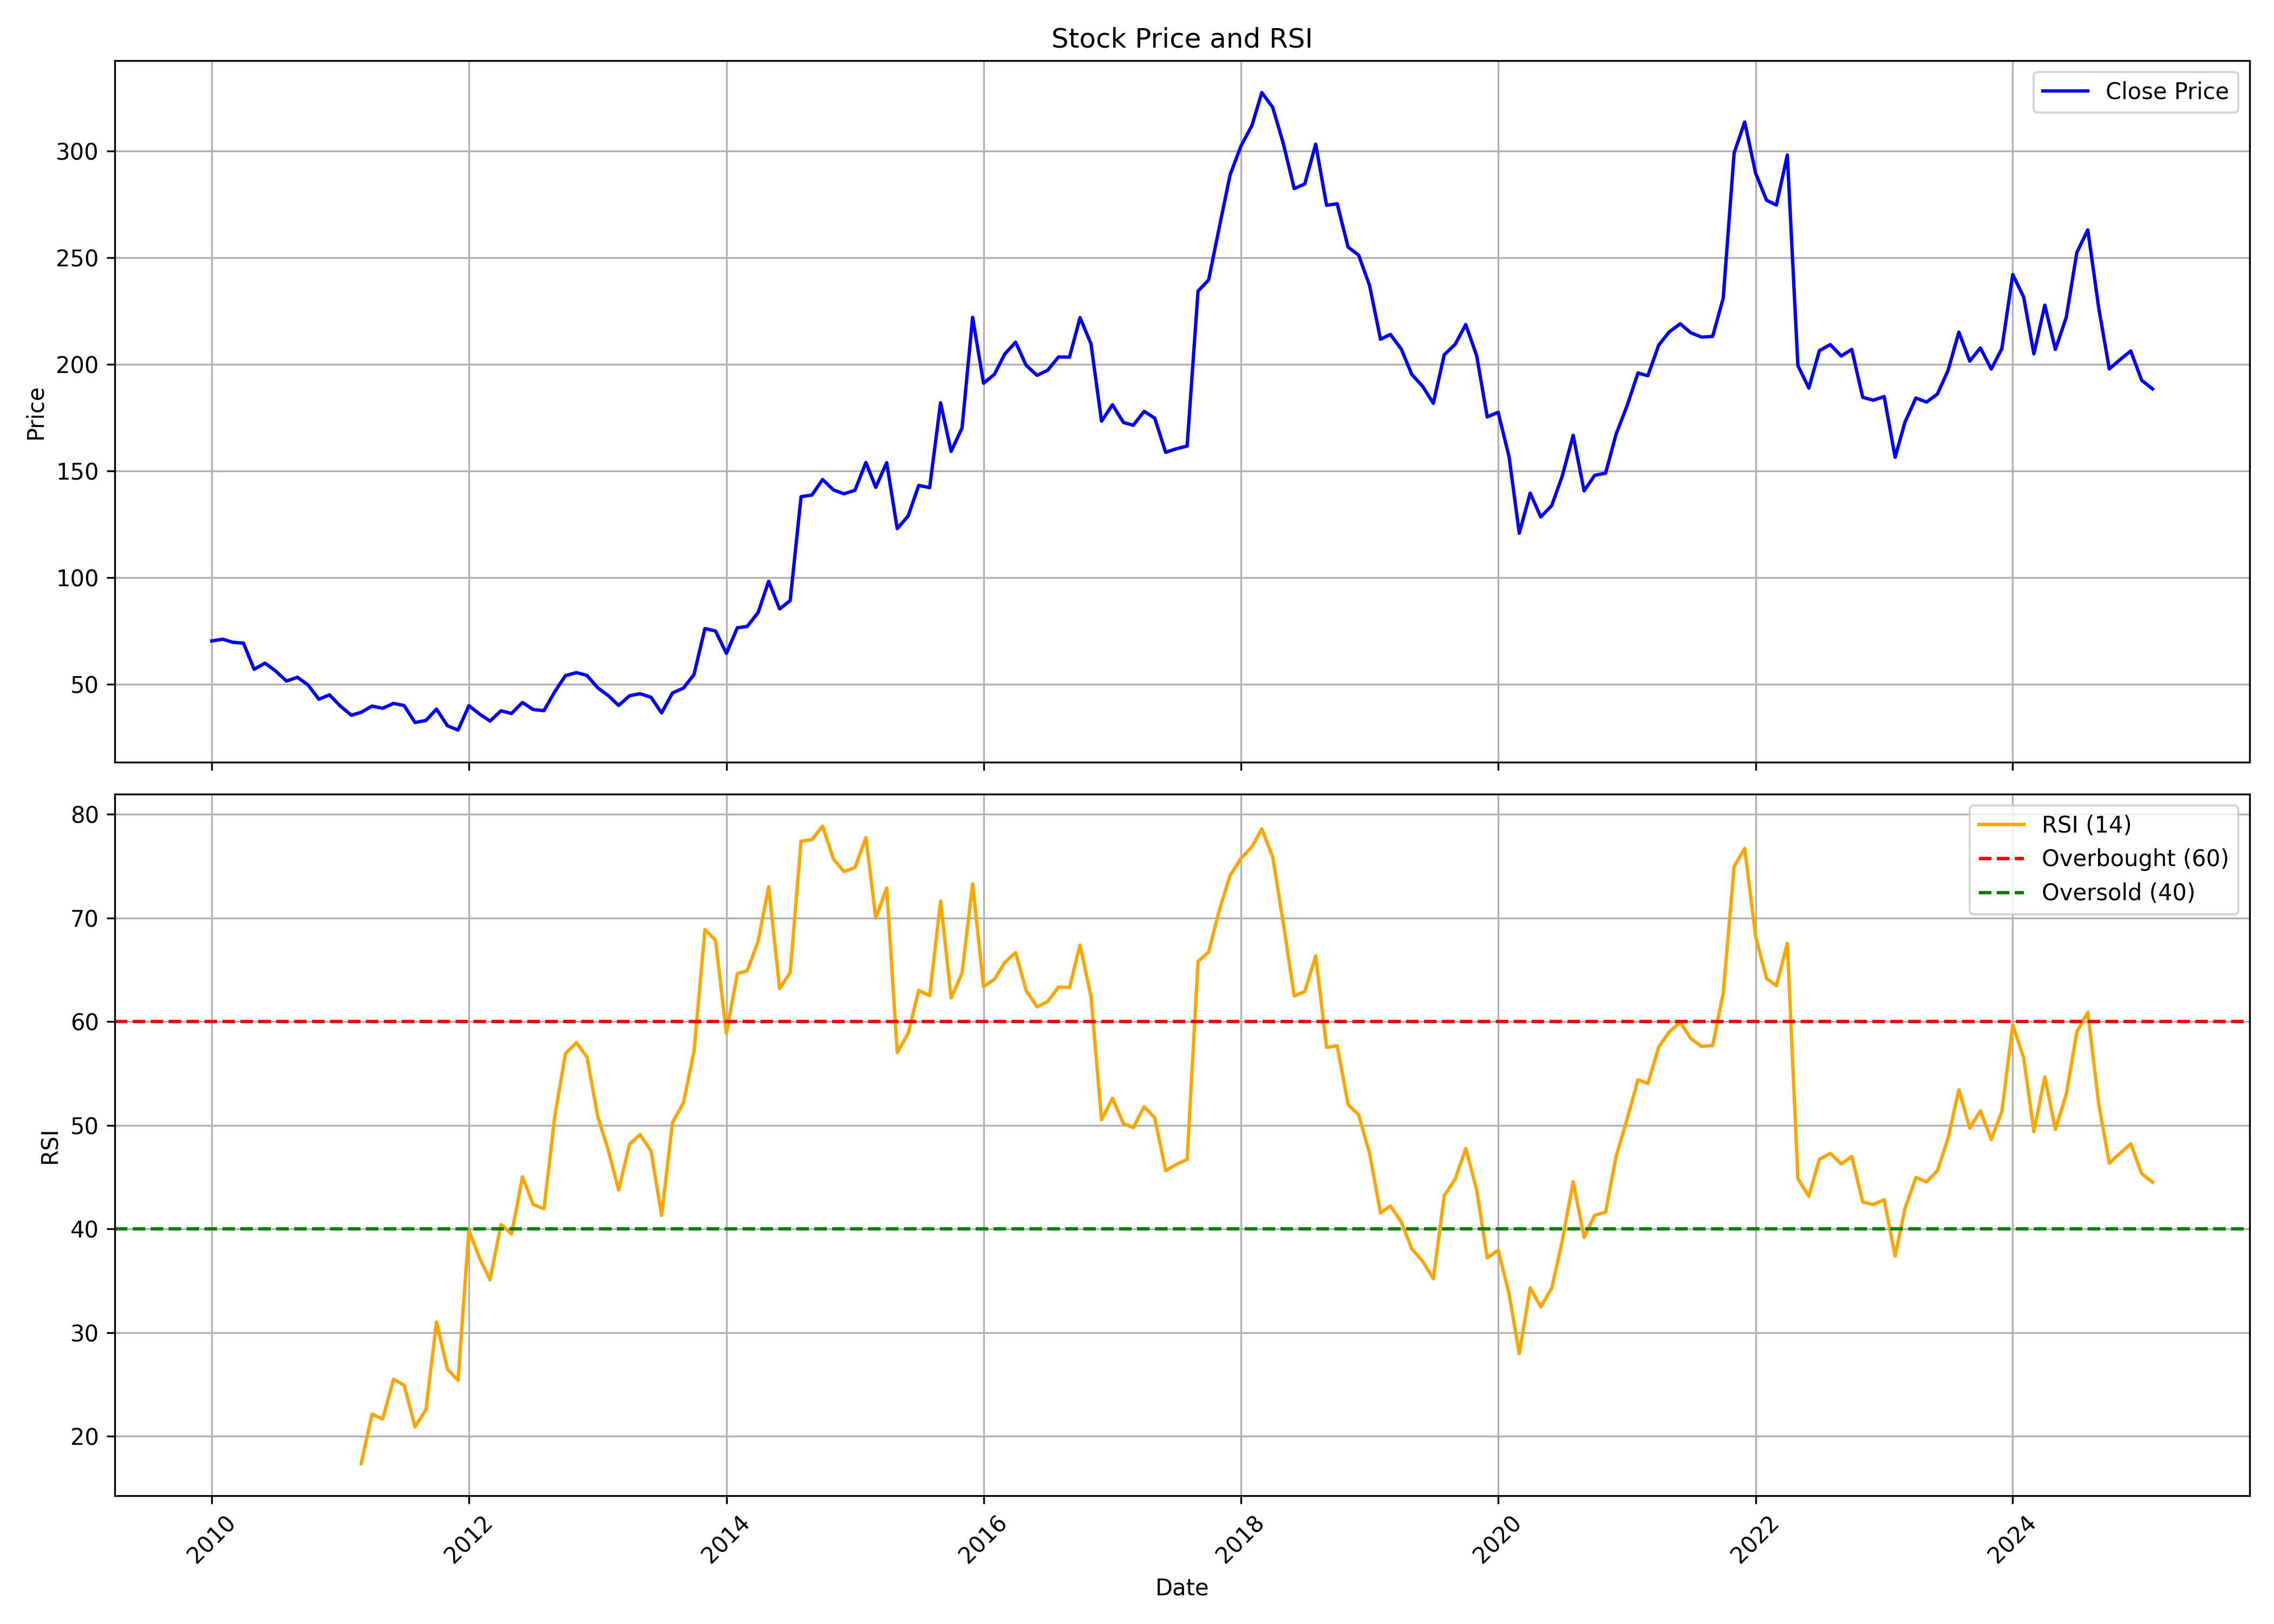 Stock Price and RSI
Close Price
300
250
200
150
100
50
Price
80
70
60
50
40
30
20
RSI
RSI (14)
Overbought (60)
Oversold (40)
2010
2012
2014
2016
2018
2020
2022
2024
Date